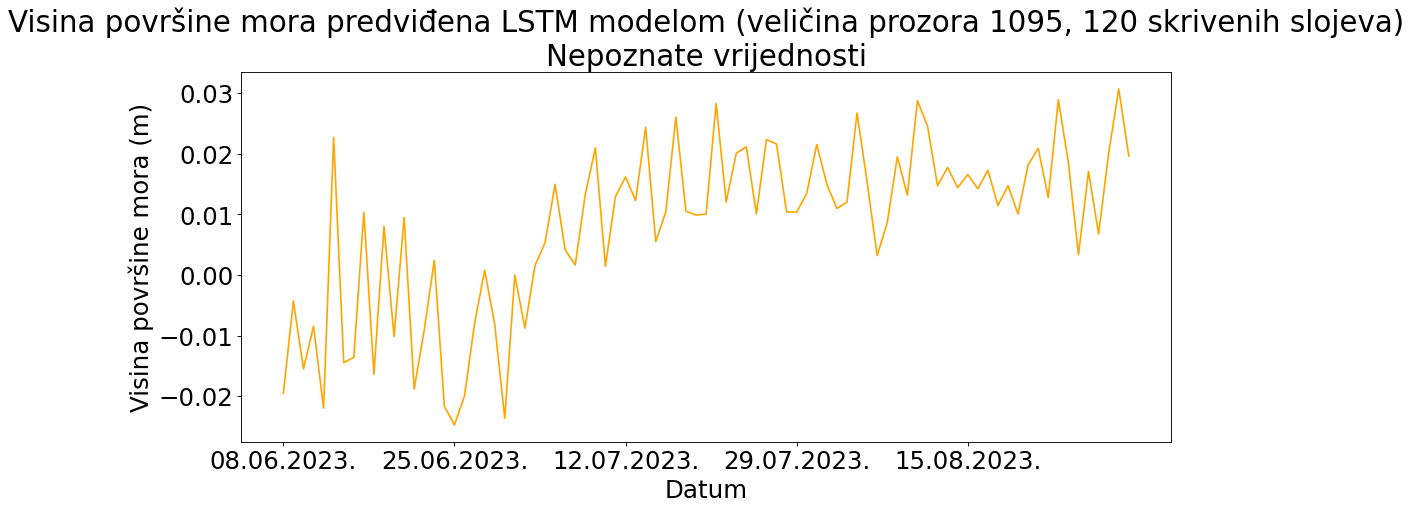 Visina površine mora predviđena LSTM modelom (veličina prozora 1095, 120 skrivenih slojeva)
Nepoznate vrijednosti
Visina površine mora (m)
0.03
0.02
0.01
0.00
−0.01
−0.02
08.06.2023. 25.06.2023. 12.07.2023. 29.07.2023. 15.08.2023.
Datum